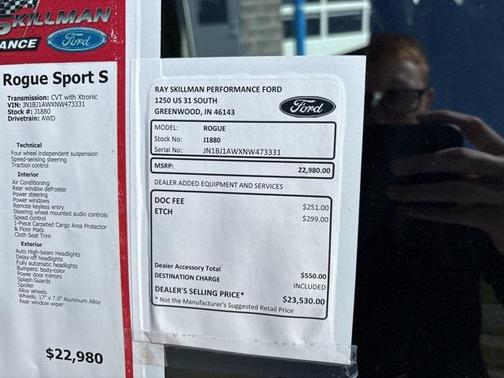 SKILLMAN
ANCE
Ford
Rogue Sport S
Transmission: CVT with Xtronic
VIN: JN1BJ1AWXNW473331
Stock #: J1880
Drivetrain: AWD
Technical
Four wheel independent suspension
Speed-sensing steering
Traction control
Interior
Air Conditioning
Rear window defroster
Power steering
Power windows
Remote keyless entry
Steering wheel mounted audio controls
Speed control
1-Piece Carpeted Cargo Area Protector
& Floor Mats
Cloth Seat Trim
Exterior
Auto High-beam Headlights
Delay-off headlights
Fully automatic headlights
Bumpers: body-color
Power door mirrors
Splash Guards
Spoiler
Alloy wheels
Wheels: 17" x 7.0" Aluminum Alloy
Rear window wiper
$22,980
RAY SKILLMAN PERFORMANCE FORD
1250 US 31 SOUTH
GREENWOOD, IN 46143
Ford
MODEL: ROGUE
Stock No: J1880
Serial No: JN1BJ1AWXNW473331
MSRP: 22,980.00
DEALER ADDED EQUIPMENT AND SERVICES
DOC FEE $251.00
ETCH $299.00
Dealer Accessory Total $550.00
DESTINATION CHARGE INCLUDED
DEALER'S SELLING PRICE* $23,530.00
* Not the Manufacturer's Suggested Retail Price